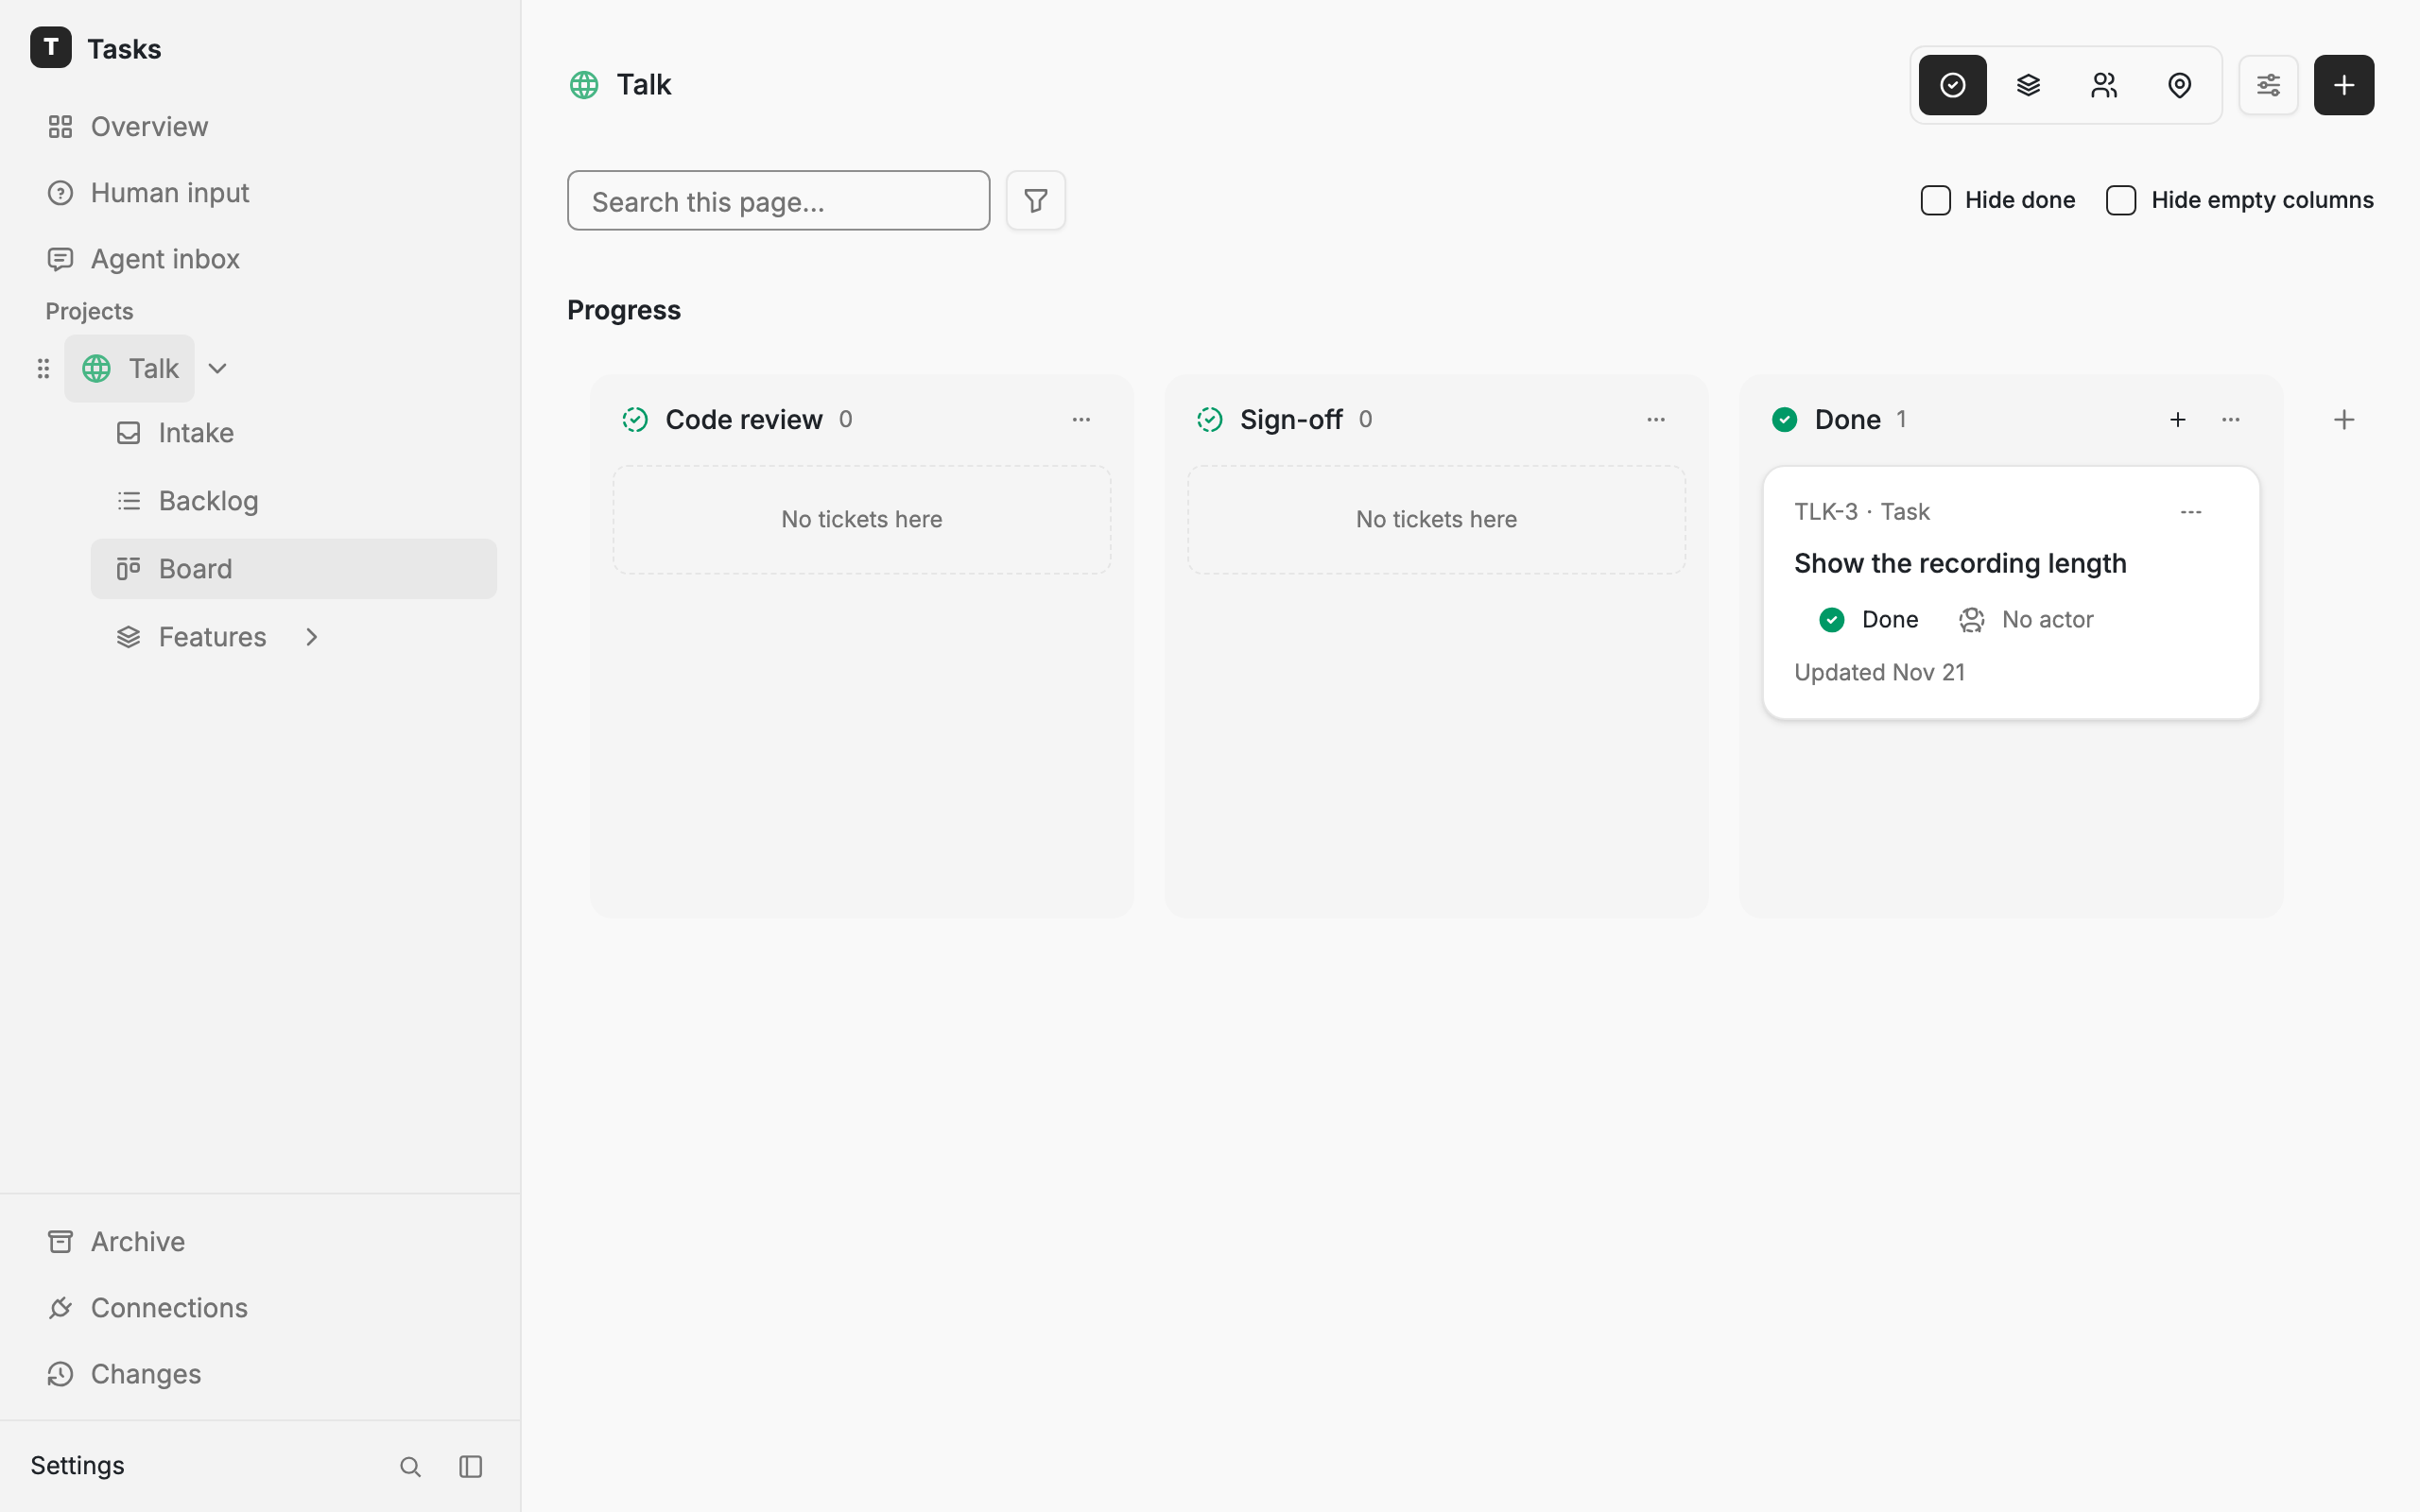 T Tasks
Overview
Human input
Agent inbox
Projects
Talk
Intake
Backlog
Board
Features
Archive
Connections
Changes
Settings
Talk
Search this page...
Hide done
Hide empty columns
Progress
Code review 0
No tickets here
Sign-off 0
No tickets here
Done 1
TLK-3 · Task
Show the recording length
Done No actor
Updated Nov 21